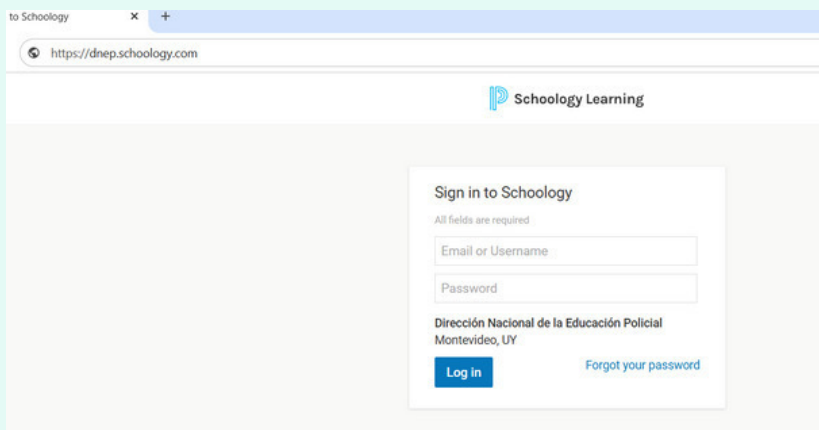 to Schoology × +
https://dnep.schoology.com
Schoology Learning
Sign in to Schoology
All fields are required
Email or Username
Password
Dirección Nacional de la Educación Policial
Montevideo, UY
Log in Forgot your password